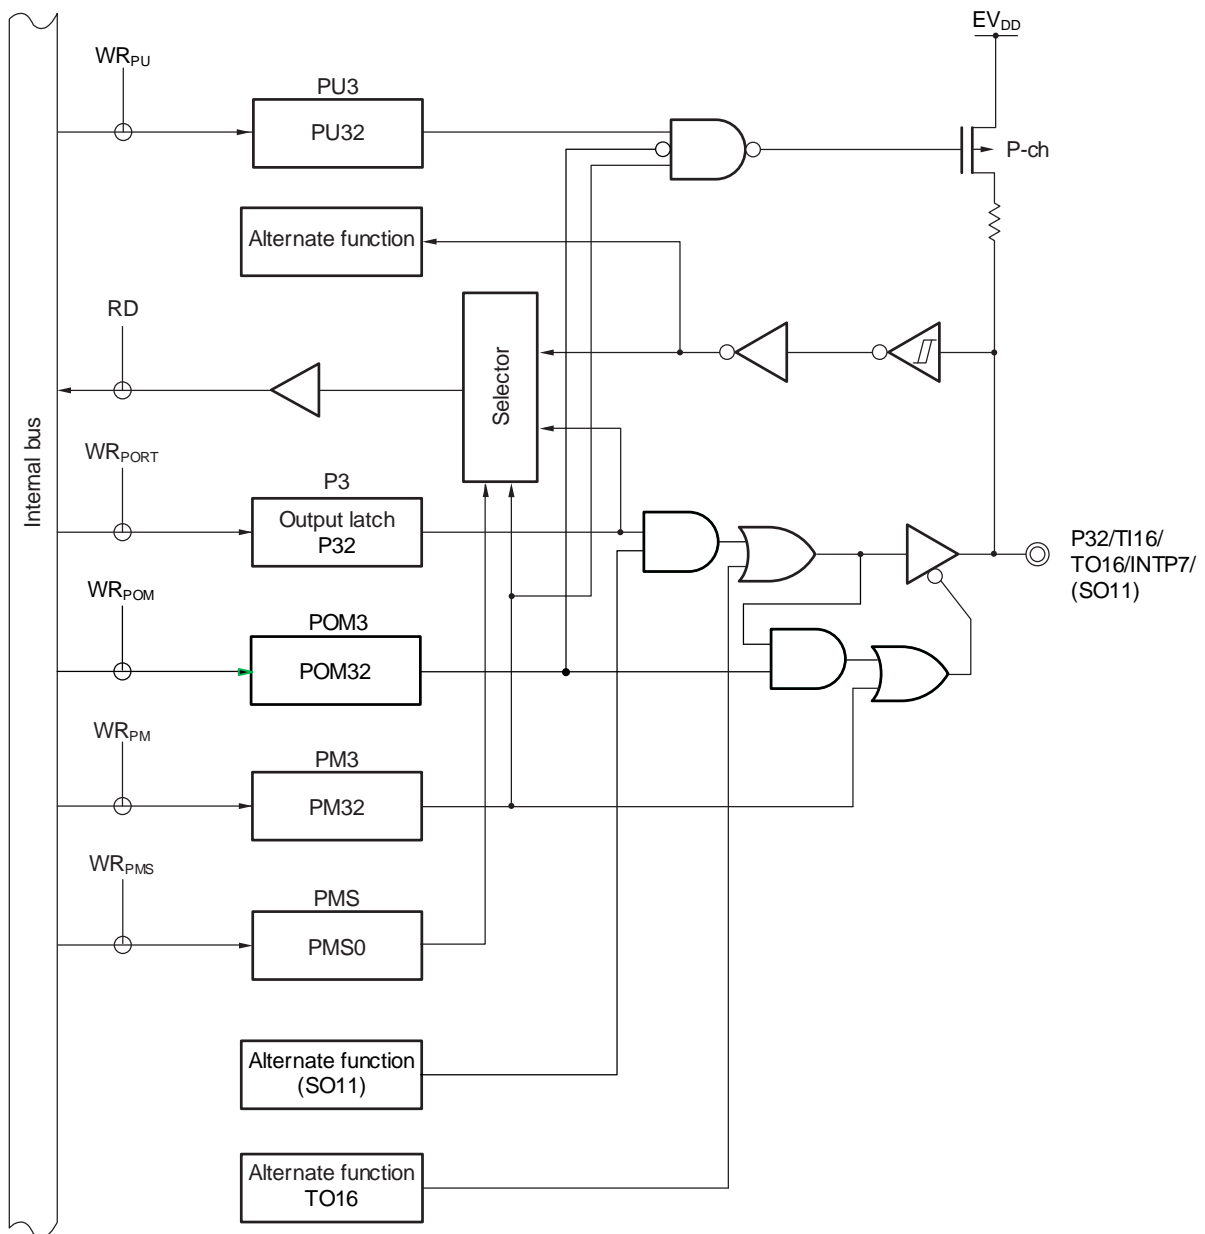 EVDD
WRPU
PU3
PU32
P-ch
Alternate function
RD
Selector
Internal bus
WRPORT
P3
Output latch
P32
P32/TI16/
TO16/INTP7/
(SO11)
WRPOM
POM3
POM32
WRPM
PM3
PM32
WRPMS
PMS
PMS0
Alternate function
(SO11)
Alternate function
TO16